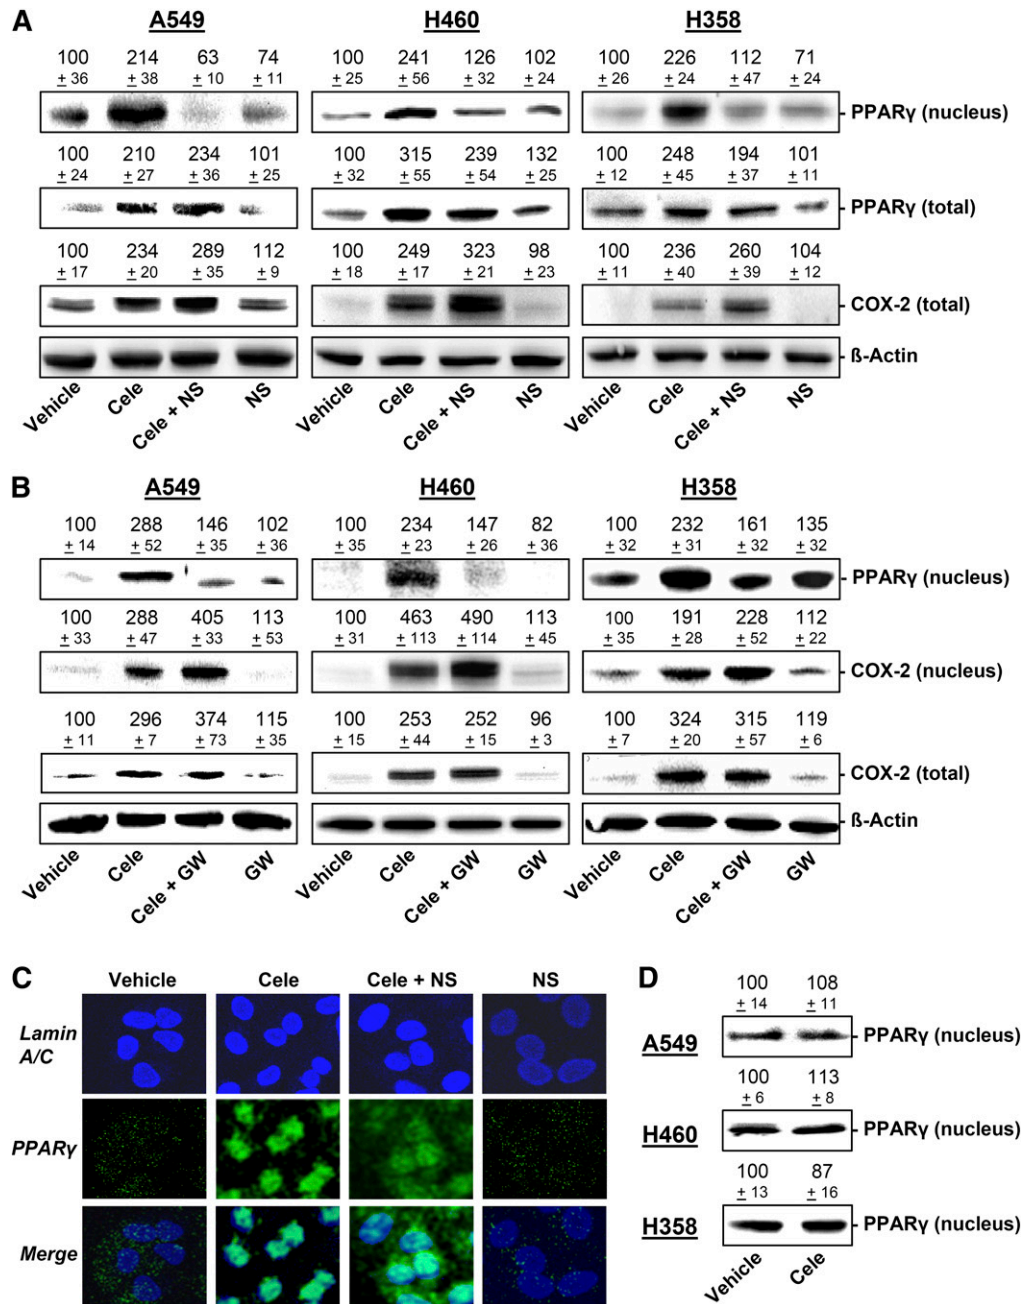 A
A549 H460 H358
100 214 63 74 100 241 126 102 100 226 112 71
± 36 ± 38 ± 10 ± 11 ± 25 ± 56 ± 32 ± 24 ± 26 ± 24 ± 47 ± 24
PPARγ (nucleus)
100 210 234 101 100 315 239 132 100 248 194 101
± 24 ± 27 ± 36 ± 25 ± 32 ± 55 ± 54 ± 25 ± 12 ± 45 ± 37 ± 11
PPARγ (total)
100 234 289 112 100 249 323 98 100 236 260 104
± 17 ± 20 ± 35 ± 9 ± 18 ± 17 ± 21 ± 23 ± 11 ± 40 ± 39 ± 12
COX-2 (total)
ß-Actin
Vehicle Cele Cele + NS NS Vehicle Cele Cele + NS NS Vehicle Cele Cele + NS NS
B
A549 H460 H358
100 288 146 102 100 234 147 82 100 232 161 135
± 14 ± 52 ± 35 ± 36 ± 35 ± 23 ± 26 ± 36 ± 32 ± 31 ± 32 ± 32
PPARγ (nucleus)
100 288 405 113 100 463 490 113 100 191 228 112
± 33 ± 47 ± 33 ± 53 ± 31 ± 113 ± 114 ± 45 ± 35 ± 28 ± 52 ± 22
COX-2 (nucleus)
100 296 374 115 100 253 252 96 100 324 315 119
± 11 ± 7 ± 73 ± 35 ± 15 ± 44 ± 15 ± 3 ± 7 ± 20 ± 57 ± 6
COX-2 (total)
ß-Actin
Vehicle Cele Cele + GW GW Vehicle Cele Cele + GW GW Vehicle Cele Cele + GW GW
C
Vehicle Cele Cele + NS NS
Lamin
A/C
PPARγ
Merge
D
100 108
± 14 ± 11
A549 PPARγ (nucleus)
100 113
± 6 ± 8
H460 PPARγ (nucleus)
100 87
± 13 ± 16
H358 PPARγ (nucleus)
Vehicle Cele